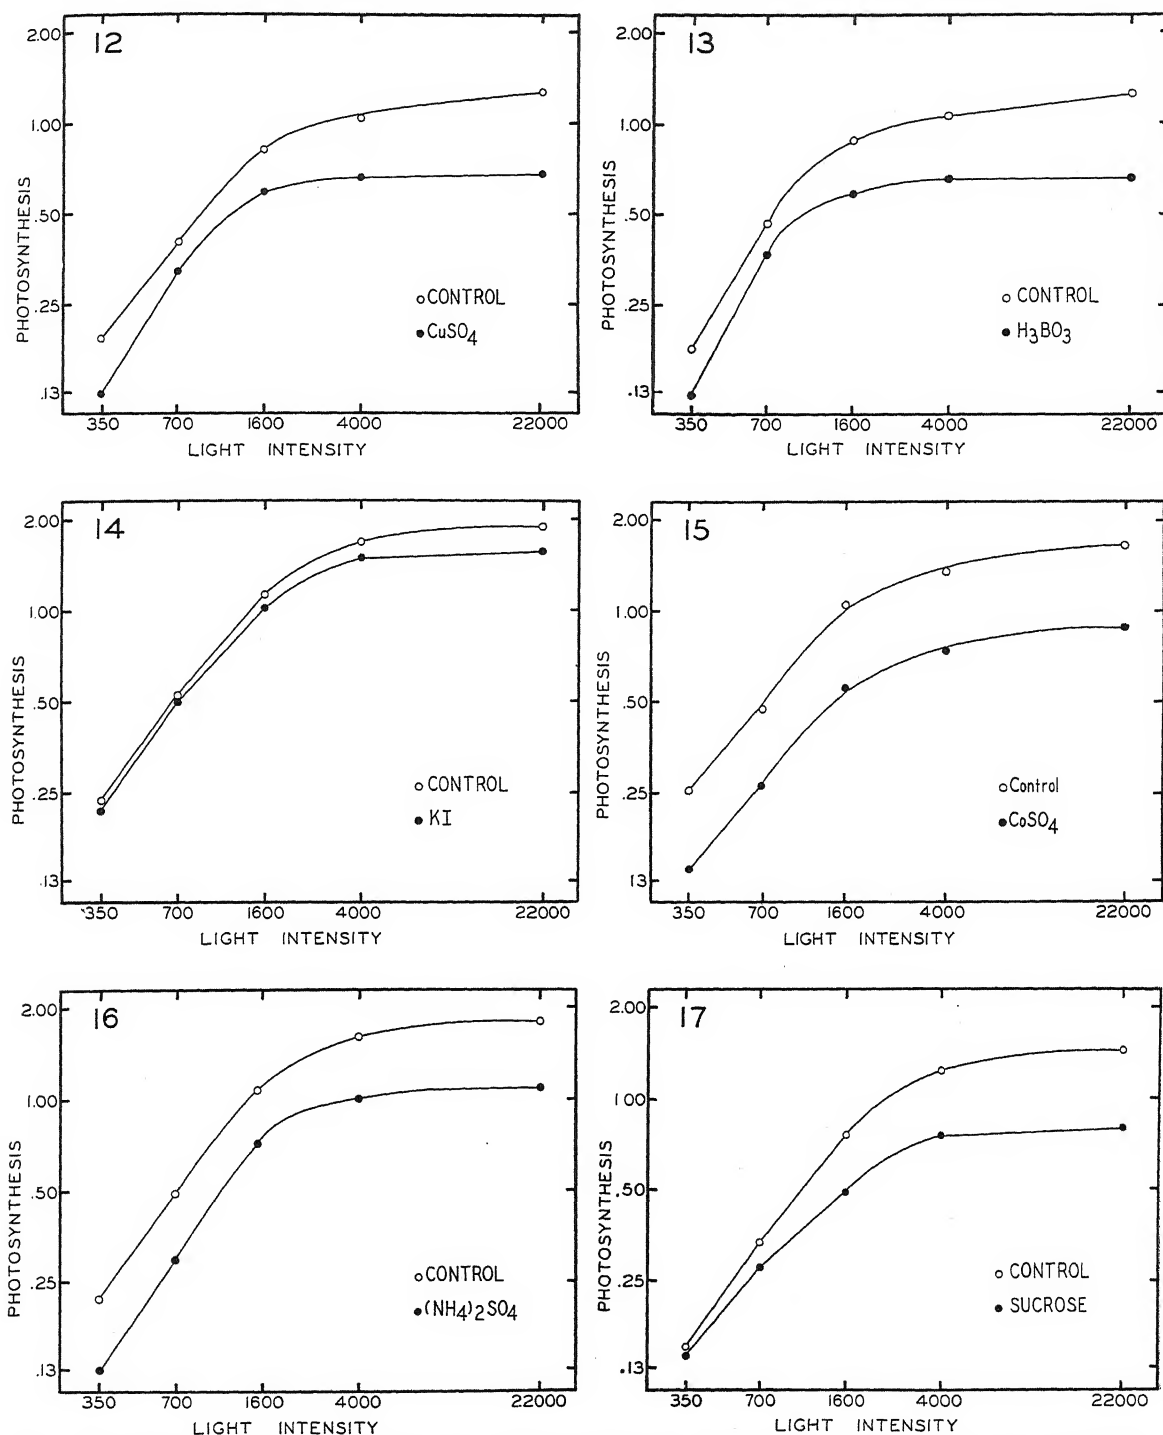 12
2.00
1.00
.50
.25
.13
PHOTOSYNTHESIS
○ CONTROL
● CuSO4
350 700 1600 4000 22000
LIGHT INTENSITY
13
2.00
1.00
.50
.25
.13
PHOTOSYNTHESIS
○ CONTROL
● H3BO3
350 700 1600 4000 22000
LIGHT INTENSITY
14
2.00
1.00
.50
.25
.13
PHOTOSYNTHESIS
○ CONTROL
● KI
350 700 1600 4000 22000
LIGHT INTENSITY
15
2.00
1.00
.50
.25
13
PHOTOSYNTHESIS
○ Control
● CoSO4
350 700 1600 4000 22000
LIGHT INTENSITY
16
2.00
1.00
.50
.25
.13
PHOTOSYNTHESIS
○ CONTROL
● (NH4)2SO4
350 700 1600 4000 22000
LIGHT INTENSITY
17
2.00
1.00
.50
.25
.13
PHOTOSYNTHESIS
○ CONTROL
● SUCROSE
350 700 1600 4000 22000
LIGHT INTENSITY